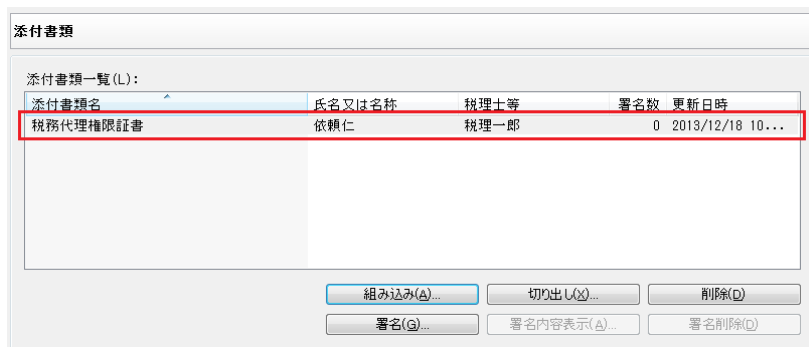 添付書類
添付書類一覧(L):
添付書類名 氏名又は名称 税理士等 署名数 更新日時
税務代理権限証書 依頼仁 税理一郎 0 2013/12/18 10...
組み込み(A)... 切り出し(X)... 削除(D)
署名(G)... 署名内容表示(A)... 署名削除(D)